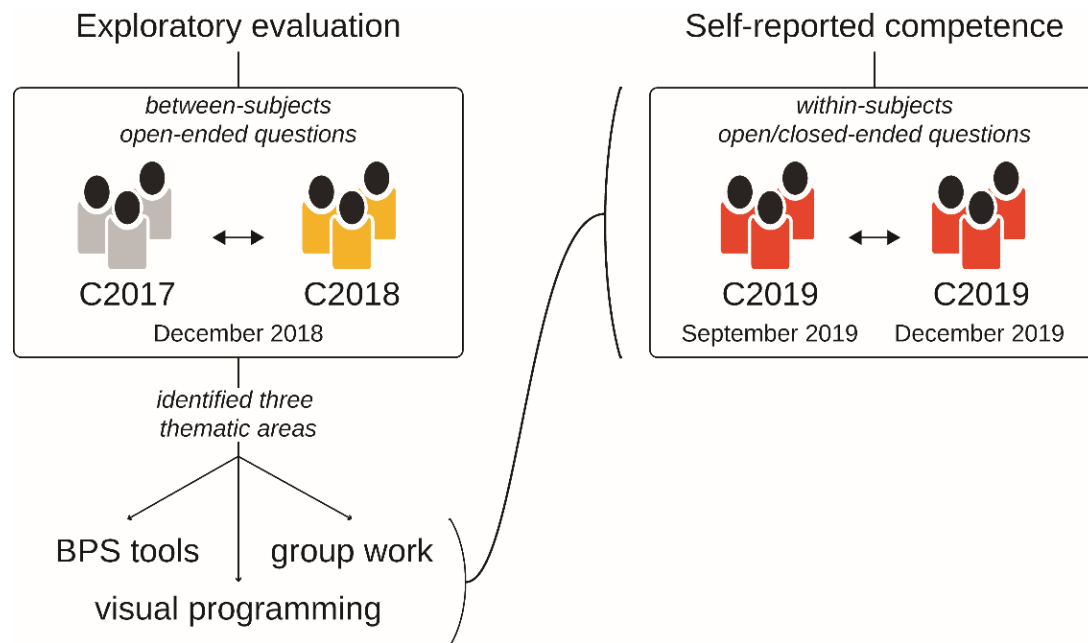 Exploratory evaluation
between-subjects
open-ended questions
C2017
C2018
December 2018
identified three
thematic areas
BPS tools
group work
visual programming
Self-reported competence
within-subjects
open/closed-ended questions
C2019
C2019
September 2019
December 2019